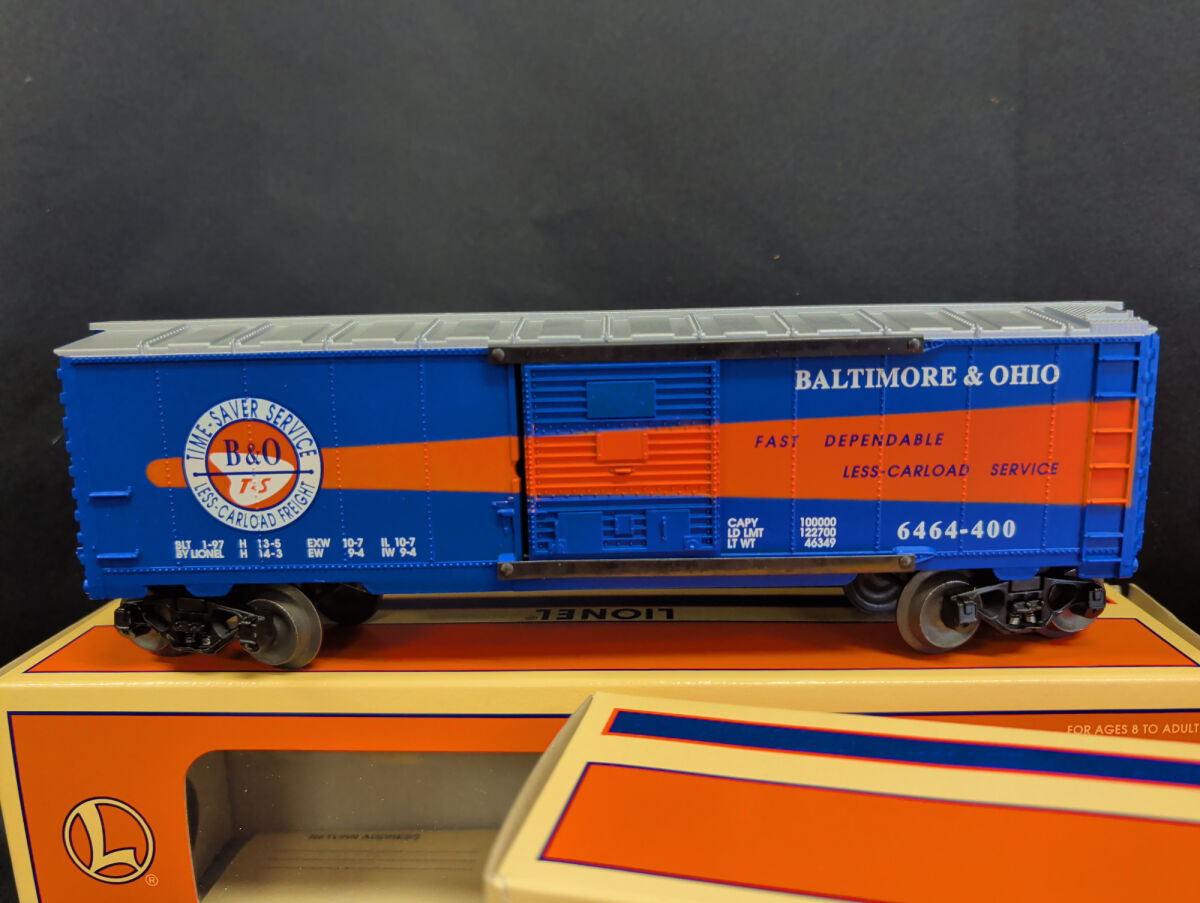 BALTIMORE & OHIO
TIME-SAVER SERVICE
B&O
T&S
LESS-CARLOAD FREIGHT
FAST DEPENDABLE
LESS-CARLOAD SERVICE
BLT 1-97 H 13-5 EXW 10-7 IL 10-7
BY LIONEL H 14-3 EW 9-4 IW 9-4
CAPY 100000
LD LMT 122700
LT WT 46349
6464-400
LIONEL®
FOR AGES 8 TO ADULT
L®
RETURN ADDRESS